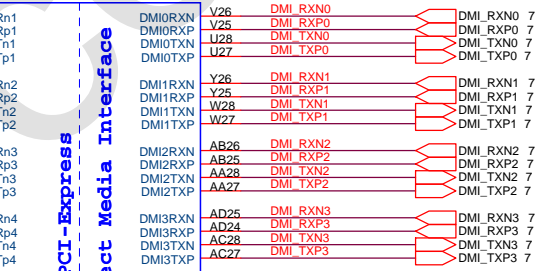 Rn1 DMI0RXN V26 DMI_RXN0 DMI_RXN0 7
Rp1 DMI0RXP V25 DMI_RXP0 DMI_RXP0 7
Tn1 DMI0TXN U28 DMI_TXN0 DMI_TXN0 7
Tp1 DMI0TXP U27 DMI_TXP0 DMI_TXP0 7
Rn2 DMI1RXN Y26 DMI_RXN1 DMI_RXN1 7
Rp2 DMI1RXP Y25 DMI_RXP1 DMI_RXP1 7
Tn2 DMI1TXN W28 DMI_TXN1 DMI_TXN1 7
Tp2 DMI1TXP W27 DMI_TXP1 DMI_TXP1 7
Rn3 DMI2RXN AB26 DMI_RXN2 DMI_RXN2 7
Rp3 DMI2RXP AB25 DMI_RXP2 DMI_RXP2 7
Tn3 DMI2TXN AA28 DMI_TXN2 DMI_TXN2 7
Tp3 DMI2TXP AA27 DMI_TXP2 DMI_TXP2 7
Rn4 DMI3RXN AD25 DMI_RXN3 DMI_RXN3 7
Rp4 DMI3RXP AD24 DMI_RXP3 DMI_RXP3 7
Tn4 DMI3TXN AC28 DMI_TXN3 DMI_TXN3 7
Tp4 DMI3TXP AC27 DMI_TXP3 DMI_TXP3 7
PCI-Express
ect Media Interface